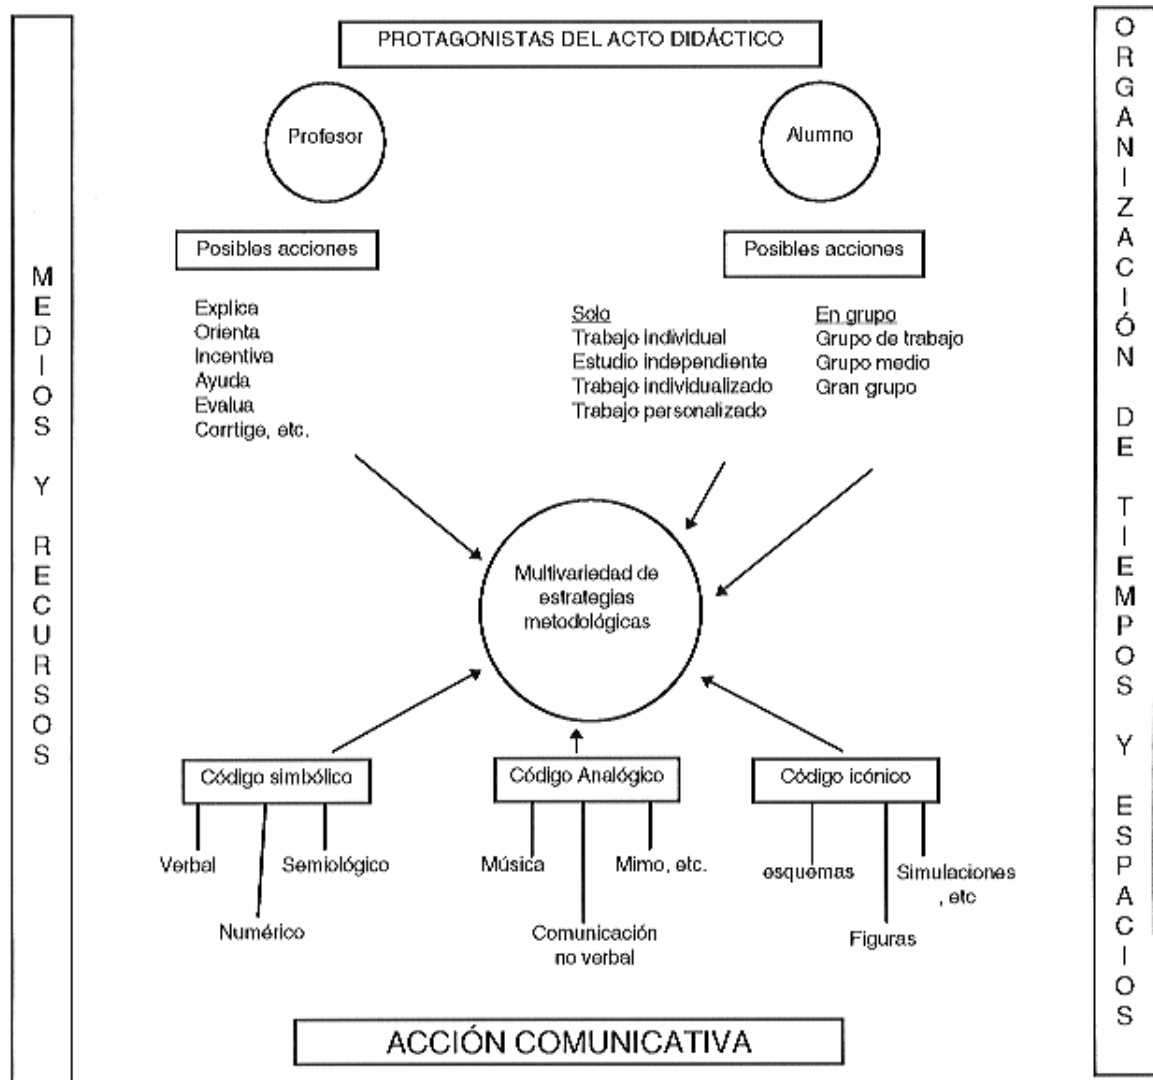 PROTAGONISTAS DEL ACTO DIDÁCTICO
Profesor
Alumno
Posibles acciones
Posibles acciones
Explica
Orienta
Incentiva
Ayuda
Evalua
Corrtige, etc.
Solo
Trabajo individual
Estudio independiente
Trabajo individualizado
Trabajo personalizado
En grupo
Grupo de trabajo
Grupo medio
Gran grupo
Multivariedad de
estrategias
metodológicas
Código simbólico
Código Analógico
Código icónico
Verbal
Semiológico
Numérico
Música
Mimo, etc.
Comunicación
no verbal
esquemas
Simulaciones
, etc
Figuras
ACCIÓN COMUNICATIVA
MEDIOS Y RECURSOS
ORGANIZACIÓN DE TIEMPOS Y ESPACIOS